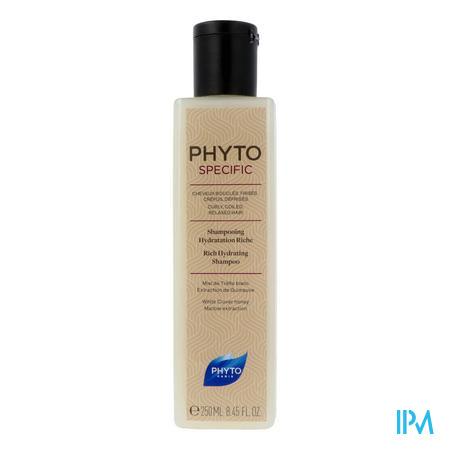 PHYTO
SPECIFIC
CHEVEUX BOUCLÉS, FRISÉS,
CRÉPUS, DÉFRISÉS
CURLY, COILED,
RELAXED HAIR
Shampooing
Hydratation Riche
Rich Hydrating
Shampoo
Miel de Trèfle blanc
Extraction de Guimauve
White Clover honey
Mallow extraction
PHYTO
PARIS
℮ 250 ML 8.45 FL. OZ.
IPM